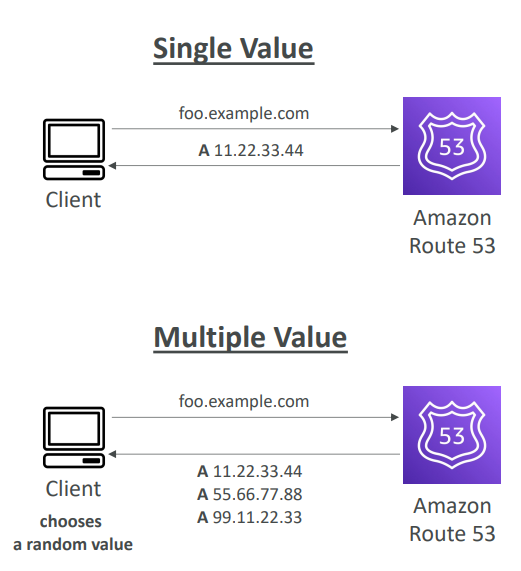 Single Value
foo.example.com
A 11.22.33.44
53
Client
Amazon
Route 53
Multiple Value
foo.example.com
53
A 11.22.33.44
A 55.66.77.88
A 99.11.22.33
Client
chooses
a random value
Amazon
Route 53